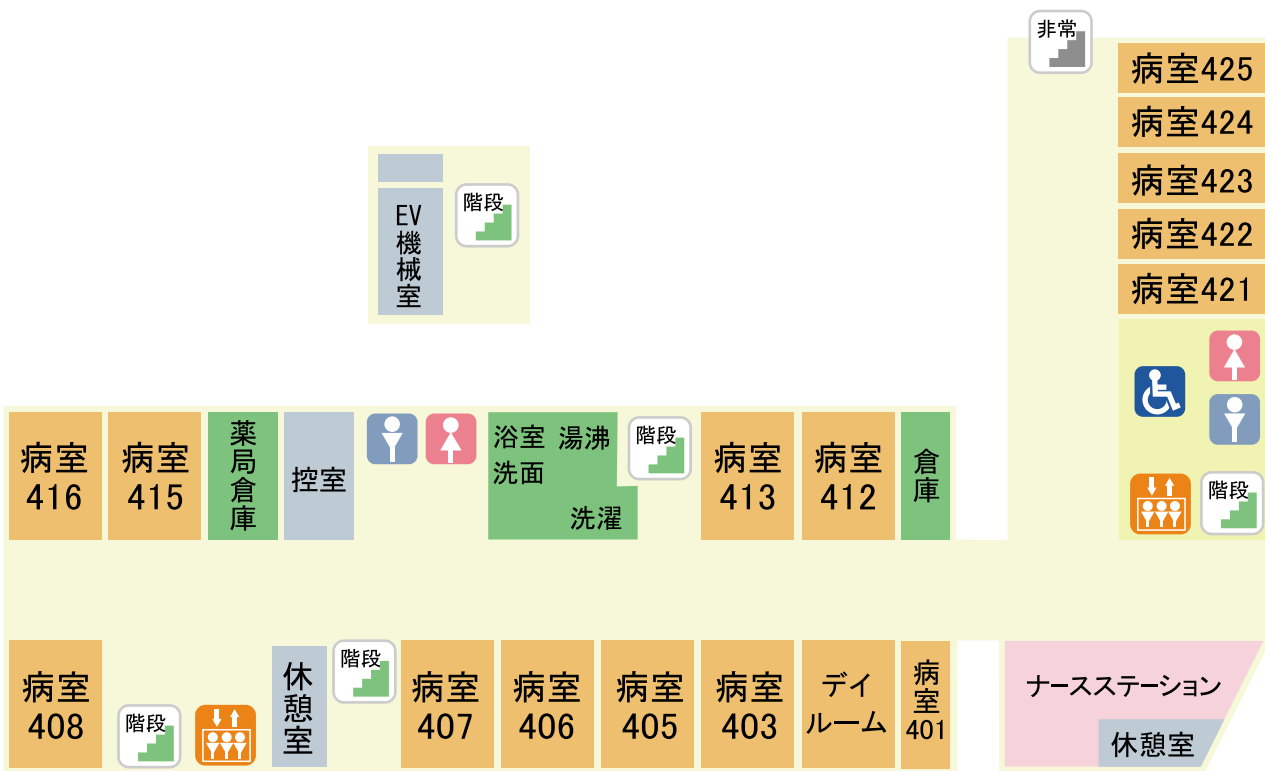 非常
病室425
病室424
病室423
病室422
病室421
階段
EV
機
械
室
階段
病室
416
病室
415
薬
局
倉
庫
控室
浴室 湯沸
洗面
洗濯
階段
病室
413
病室
412
倉
庫
病室
408
階段
休
憩
室
階段
病室
407
病室
406
病室
405
病室
403
デイ
ルーム
病
室
401
ナースステーション
休憩室